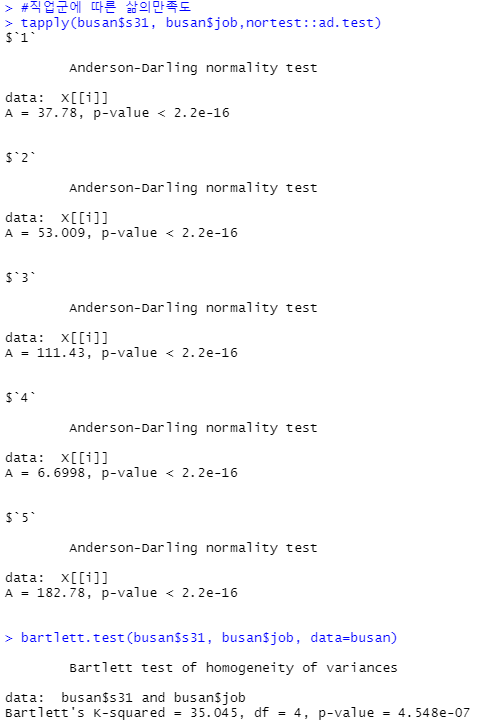 > #직업군에 따른 삶의만족도
> tapply(busan$s31, busan$job,nortest::ad.test)
$`1`
Anderson-Darling normality test
data:  X[[i]]
A = 37.78, p-value < 2.2e-16
$`2`
Anderson-Darling normality test
data:  X[[i]]
A = 53.009, p-value < 2.2e-16
$`3`
Anderson-Darling normality test
data:  X[[i]]
A = 111.43, p-value < 2.2e-16
$`4`
Anderson-Darling normality test
data:  X[[i]]
A = 6.6998, p-value < 2.2e-16
$`5`
Anderson-Darling normality test
data:  X[[i]]
A = 182.78, p-value < 2.2e-16
> bartlett.test(busan$s31, busan$job, data=busan)
Bartlett test of homogeneity of variances
data:  busan$s31 and busan$job
Bartlett's K-squared = 35.045, df = 4, p-value = 4.548e-07